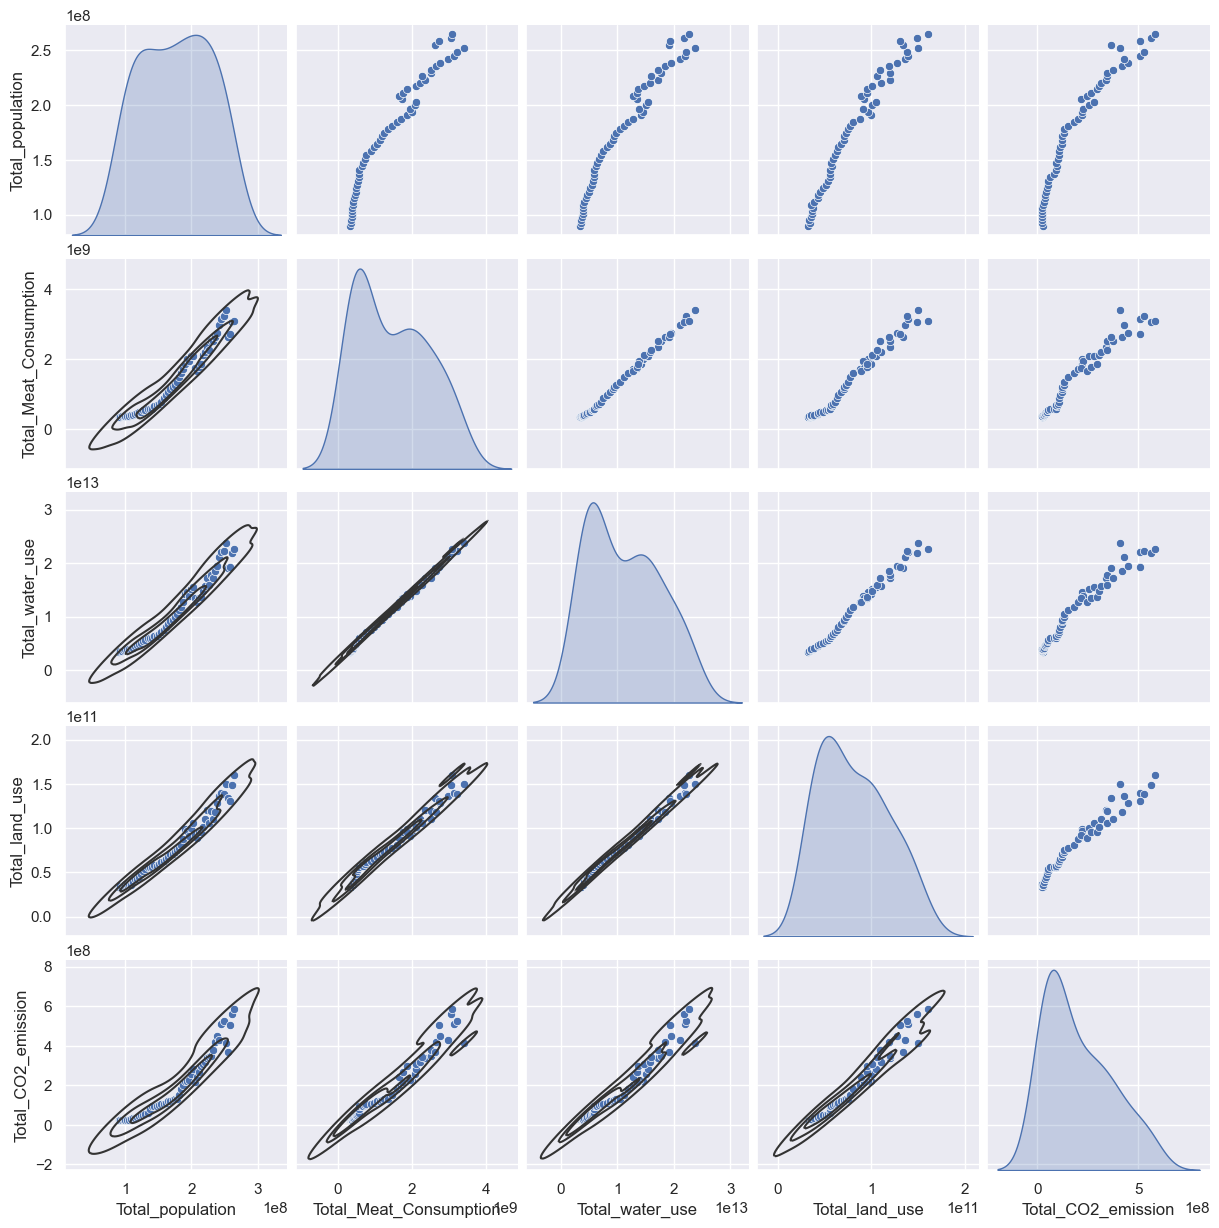 1e8
Total_population
2.5
2.0
1.5
1.0
1e9
Total_Meat_Consumption
4
2
0
1e13
Total_water_use
3
2
1
0
1e11
Total_land_use
2.0
1.5
1.0
0.5
0.0
1e8
Total_CO2_emission
8
6
4
2
0
−2
1 2 3 0 2 4 0 1 2 3 0 1 2 0 5
Total_population 1e8 Total_Meat_Consumption 1e9 Total_water_use 1e13 Total_land_use 1e11 Total_CO2_emission 1e8